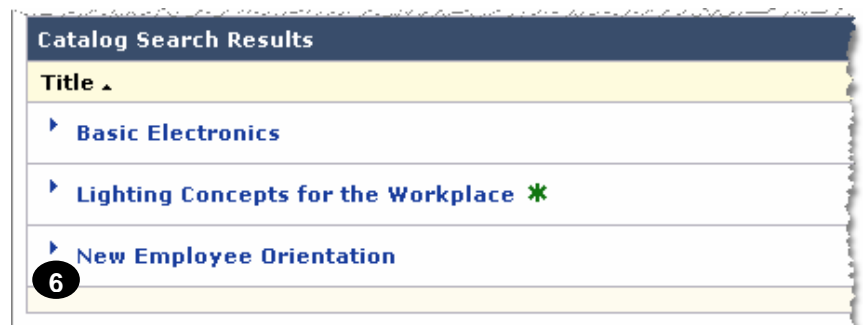 Catalog Search Results
Title
Basic Electronics
Lighting Concepts for the Workplace *
New Employee Orientation
6